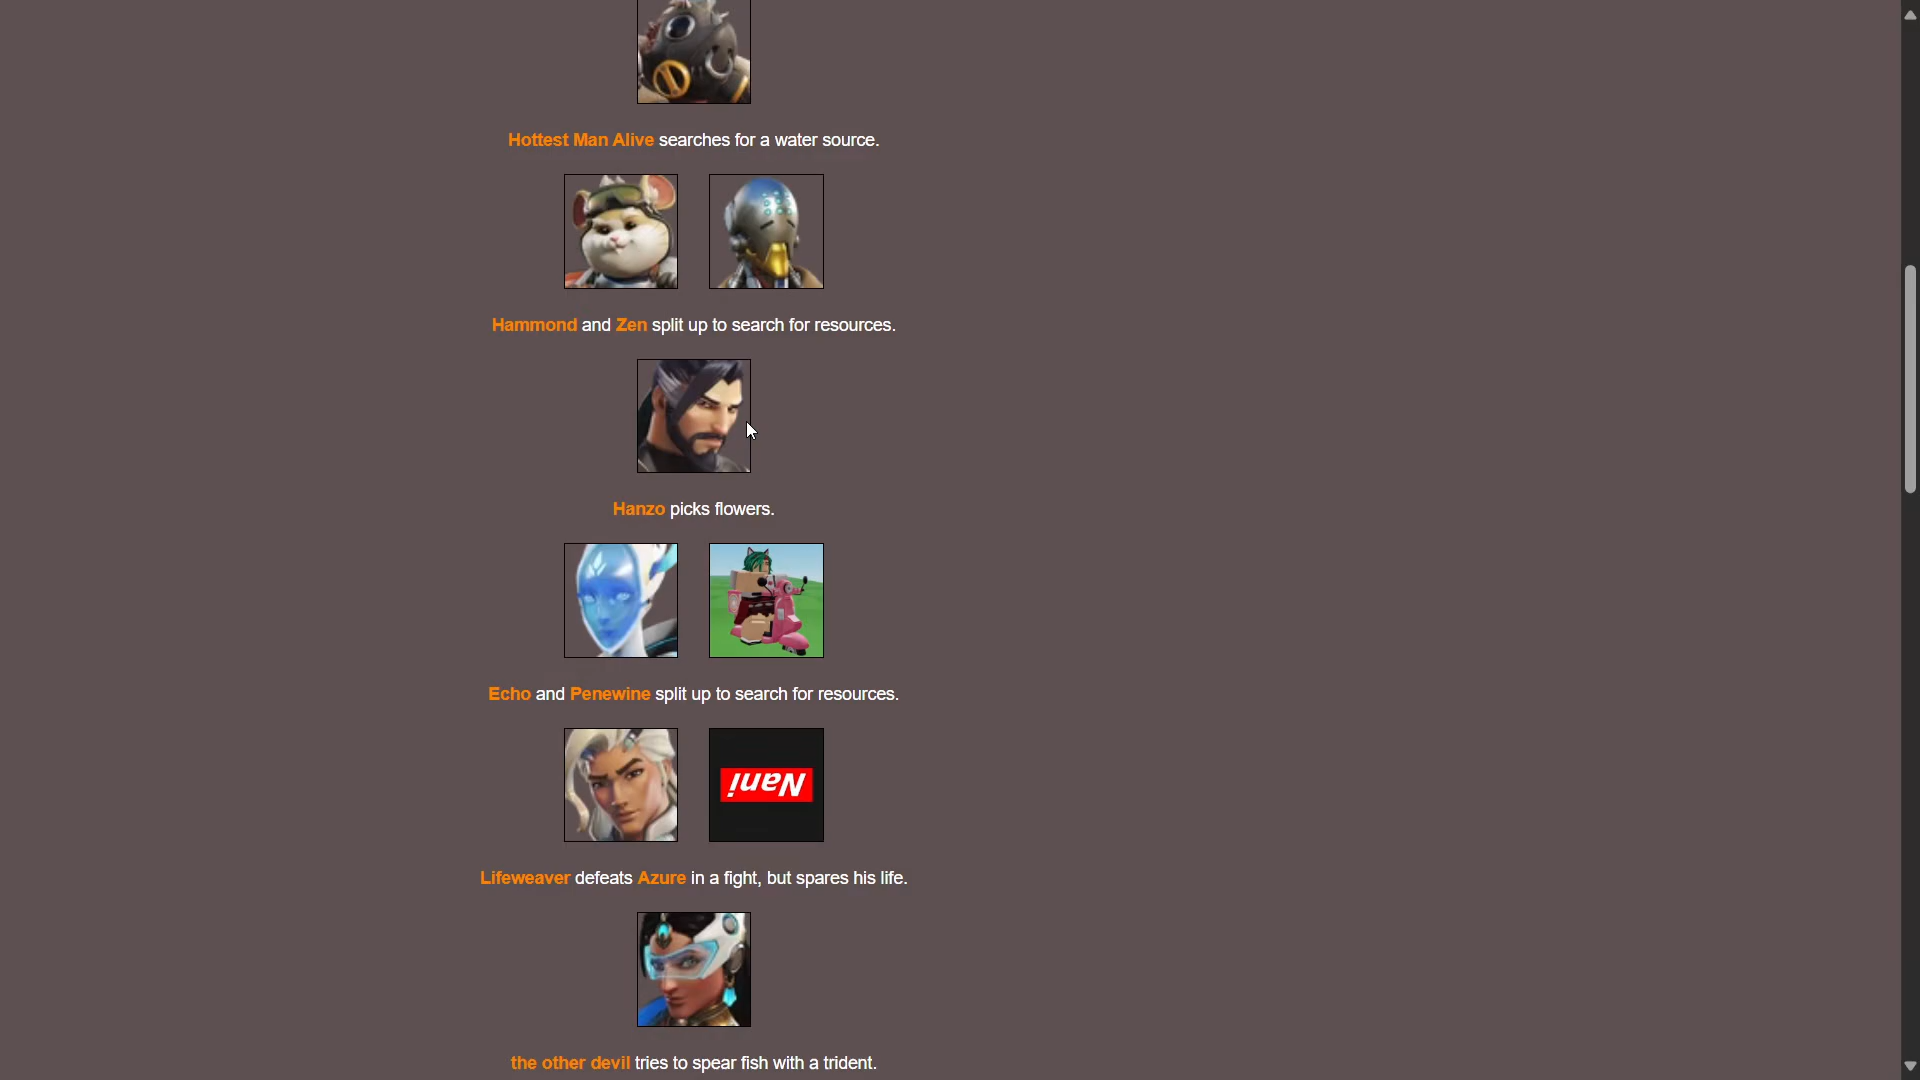 Hottest Man Alive searches for a water source.
Hammond and Zen split up to search for resources.
Hanzo picks flowers.
Echo and Penewine split up to search for resources.
Nani
Lifeweaver defeats Azure in a fight, but spares his life.
the other devil tries to spear fish with a trident.